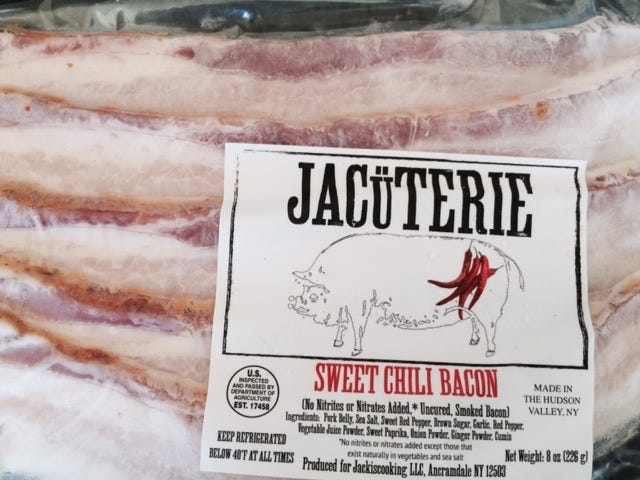 JACÜTERIE
SWEET CHILI BACON
(No Nitrites or Nitrates Added,* Uncured, Smoked Bacon)
Ingredients: Pork Belly, Sea Salt, Sweet Red Pepper, Brown Sugar, Garlic, Red Pepper,
Vegetable Juice Powder, Sweet Paprika, Onion Powder, Ginger Powder, Cumin
*No nitrites or nitrates added except those that
exist naturally in vegetables and sea salt
Produced for Jackiscooking LLC, Ancramdale NY 12503
U.S.
INSPECTED
AND PASSED BY
DEPARTMENT OF
AGRICULTURE
EST. 17458
KEEP REFRIGERATED
BELOW 40°F AT ALL TIMES
MADE IN
THE HUDSON
VALLEY, NY
Net Weight: 8 oz (226 g)